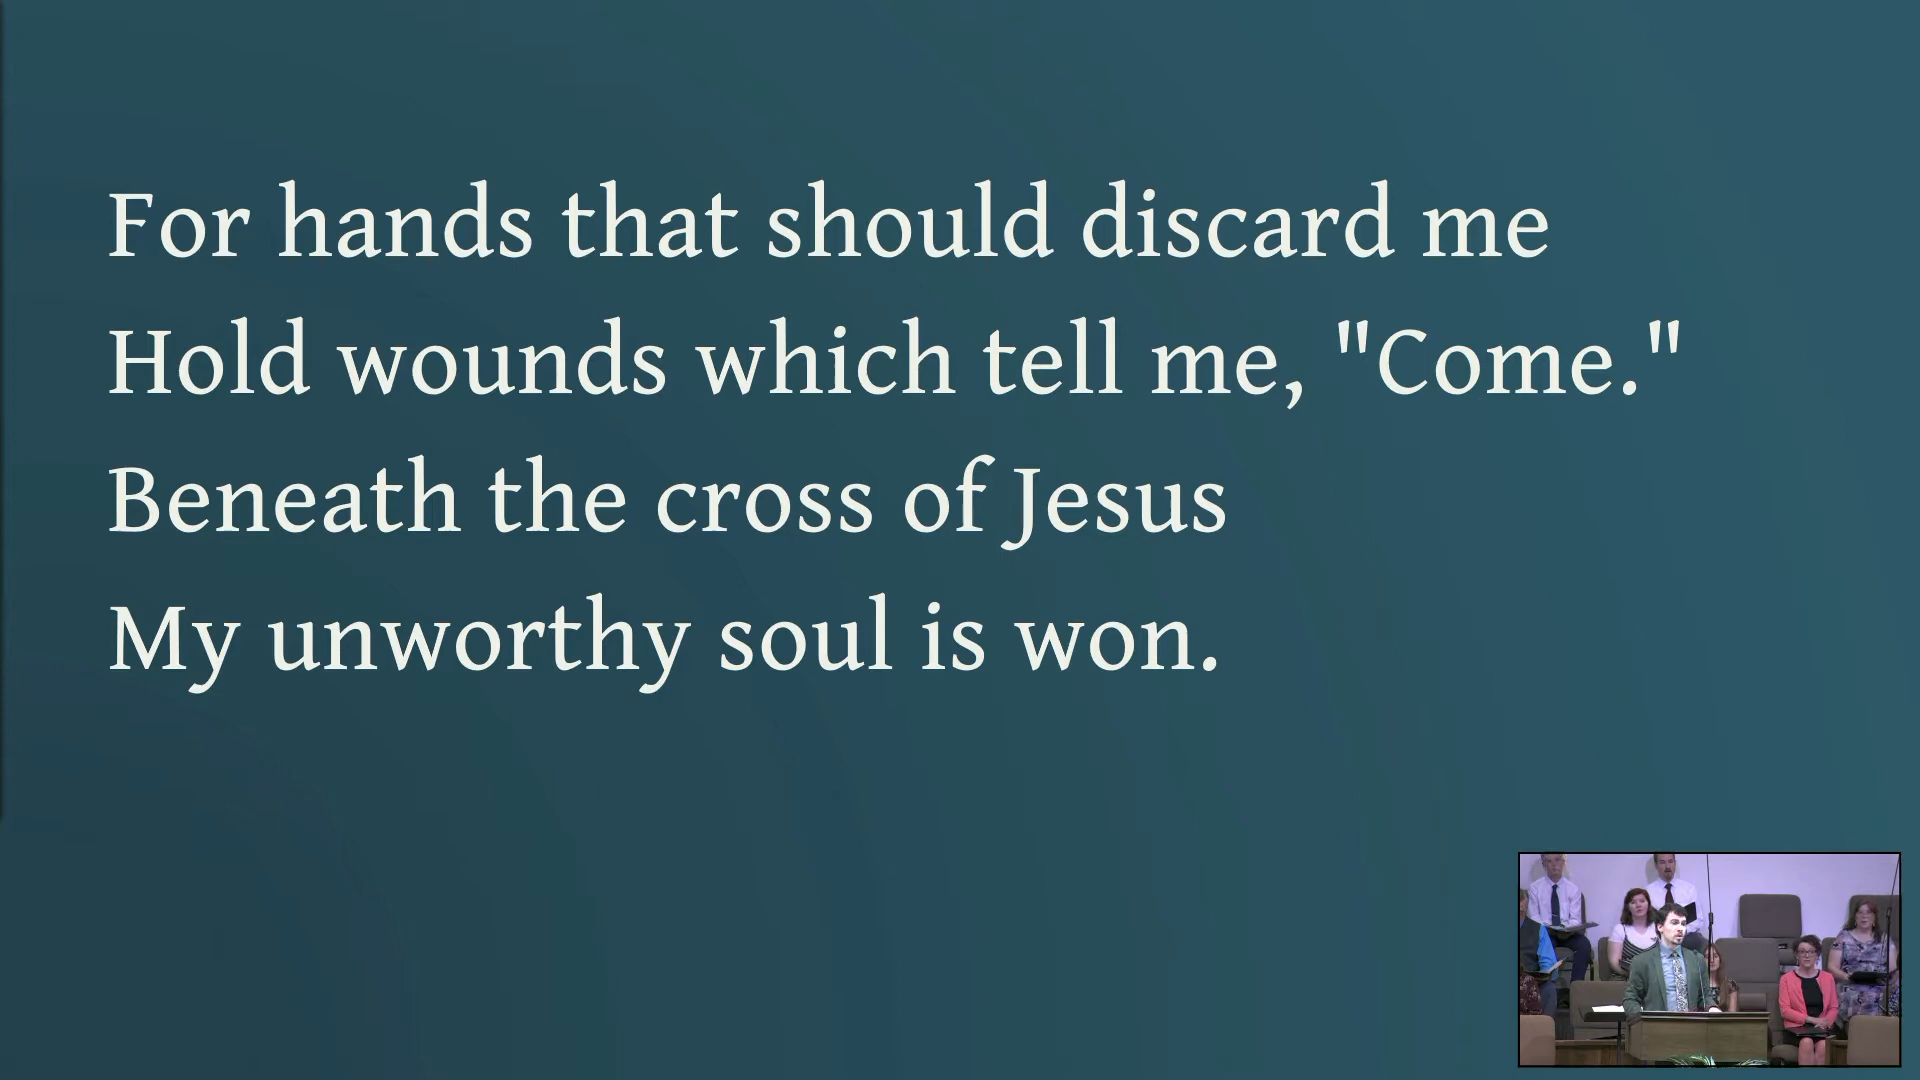 For hands that should discard me
Hold wounds which tell me, "Come."
Beneath the cross of Jesus
My unworthy soul is won.